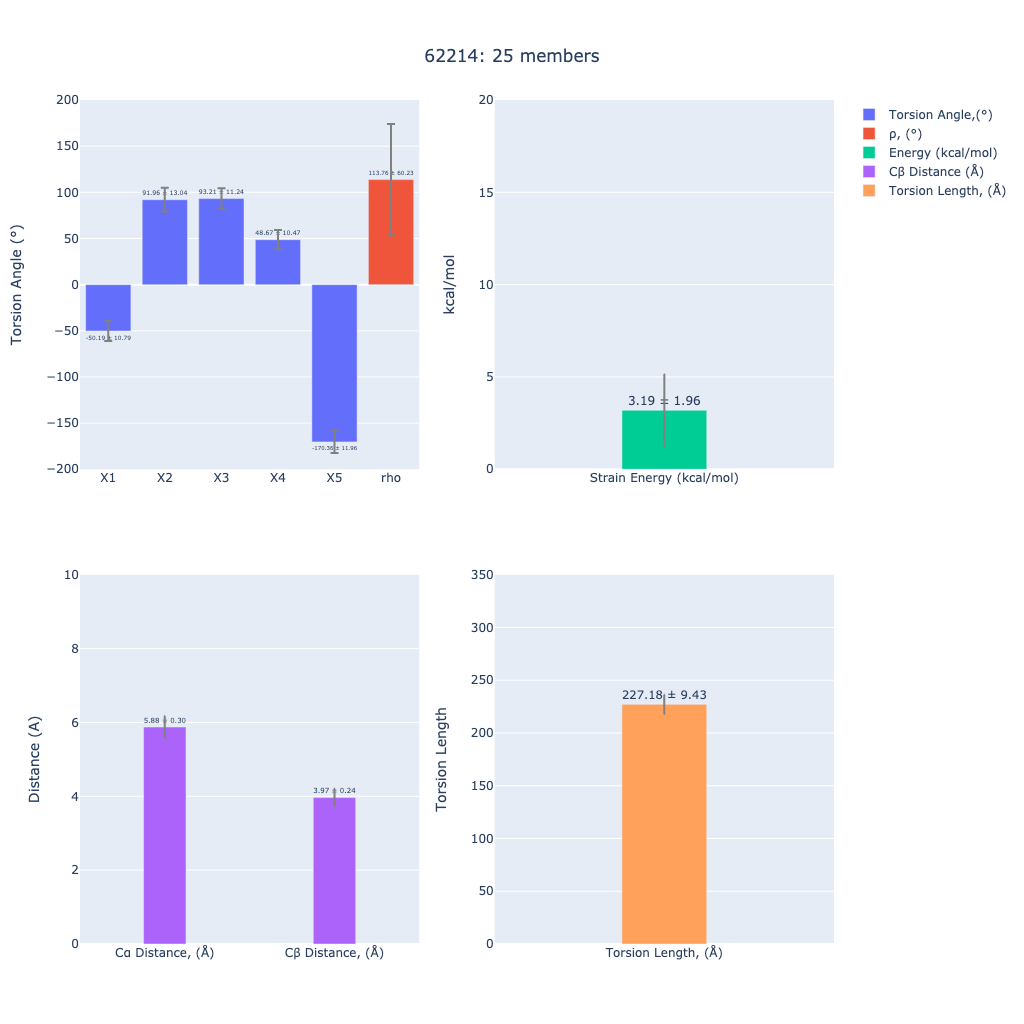 62214: 25 members
Torsion Angle (°)
200
150
100
50
0
−50
−100
−150
−200
-50.19 ± 10.79
91.96 ± 13.04
93.21 ± 11.24
48.67 ± 10.47
-170.36 ± 11.96
113.76 ± 60.23
X1
X2
X3
X4
X5
rho
kcal/mol
20
15
10
5
0
3.19 ± 1.96
Strain Energy (kcal/mol)
Torsion Angle,(°)
ρ, (°)
Energy (kcal/mol)
Cβ Distance (Å)
Torsion Length, (Å)
Distance (A)
10
8
6
4
2
0
5.88 ± 0.30
3.97 ± 0.24
Cα Distance, (Å)
Cβ Distance, (Å)
Torsion Length
350
300
250
200
150
100
50
0
227.18 ± 9.43
Torsion Length, (Å)